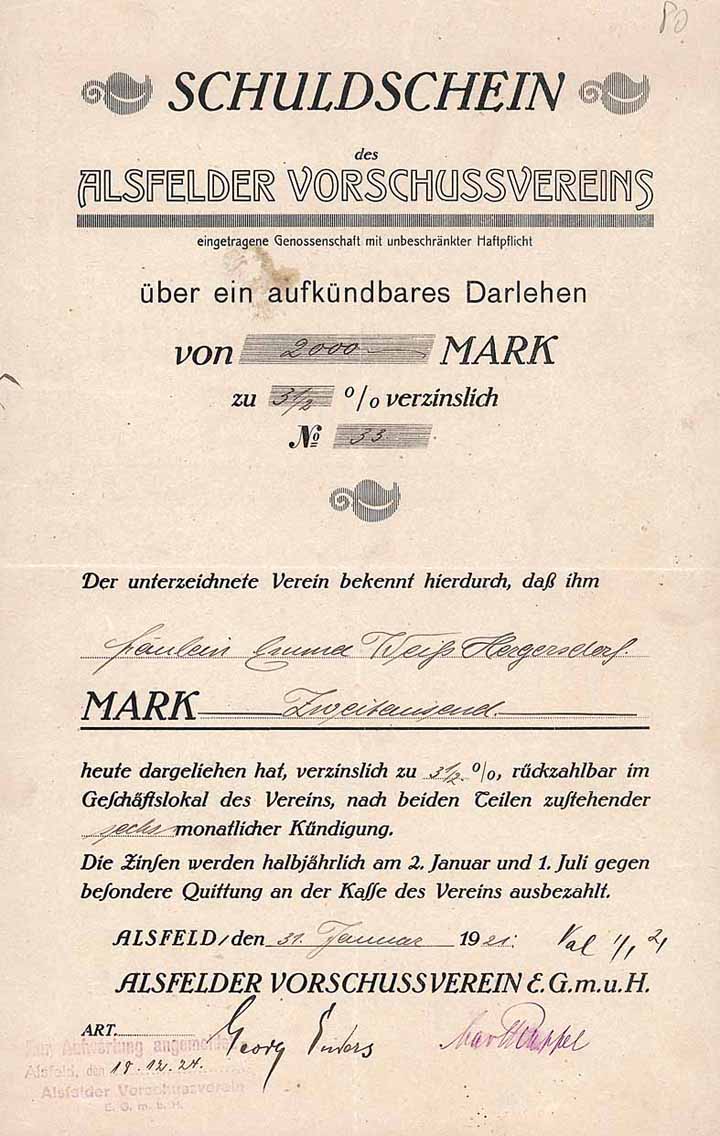 80
SCHULDSCHEIN
des
ALSFELDER VORSCHUSSVEREINS
eingetragene Genossenschaft mit unbeschränkter Haftpflicht
über ein aufkündbares Darlehen
von 2000 MARK
zu 3 1/2 % verzinslich
No 33
Der unterzeichnete Verein bekennt hierdurch, daß ihm
Fräulein Emma Weiß Hergersdorf.
MARK Zweitausend.
heute dargeliehen hat, verzinslich zu 3 1/2 %, rückzahlbar im
Geschäftslokal des Vereins, nach beiden Teilen zustehender
sechs monatlicher Kündigung.
Die Zinsen werden halbjährlich am 2. Januar und 1. Juli gegen
besondere Quittung an der Kasse des Vereins ausbezahlt.
ALSFELD, den 31. Januar 1921. Val 1/1 21
ALSFELDER VORSCHUSSVEREIN E.G.m.u.H.
ART.
Georg Enders
Zur Aufwertung angemeldet
Alsfeld, den 18.12.24.
Alsfelder Vorschussverein
E. G. m. b. H.